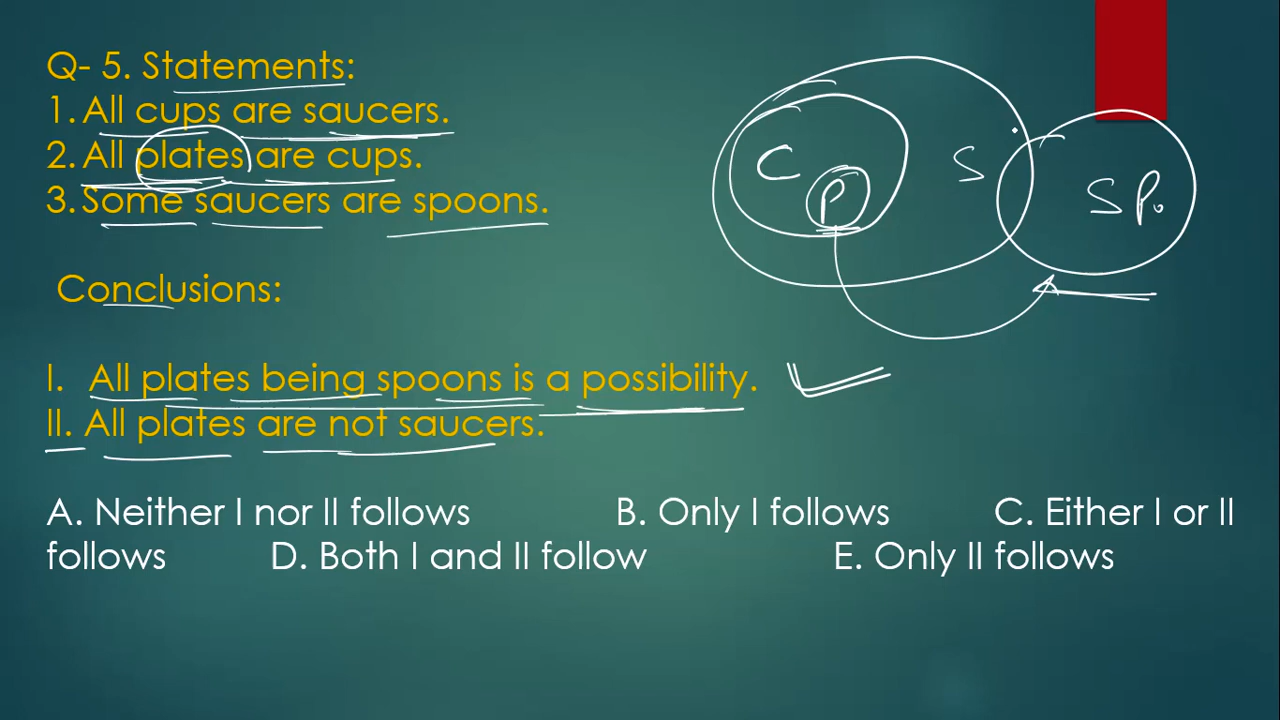 Q- 5. Statements:
1. All cups are saucers.
2. All plates are cups.
3. Some saucers are spoons.
C
P
S
SP.
Conclusions:
I. All plates being spoons is a possibility.
II. All plates are not saucers.
A. Neither I nor II follows B. Only I follows C. Either I or II
follows D. Both I and II follow E. Only II follows